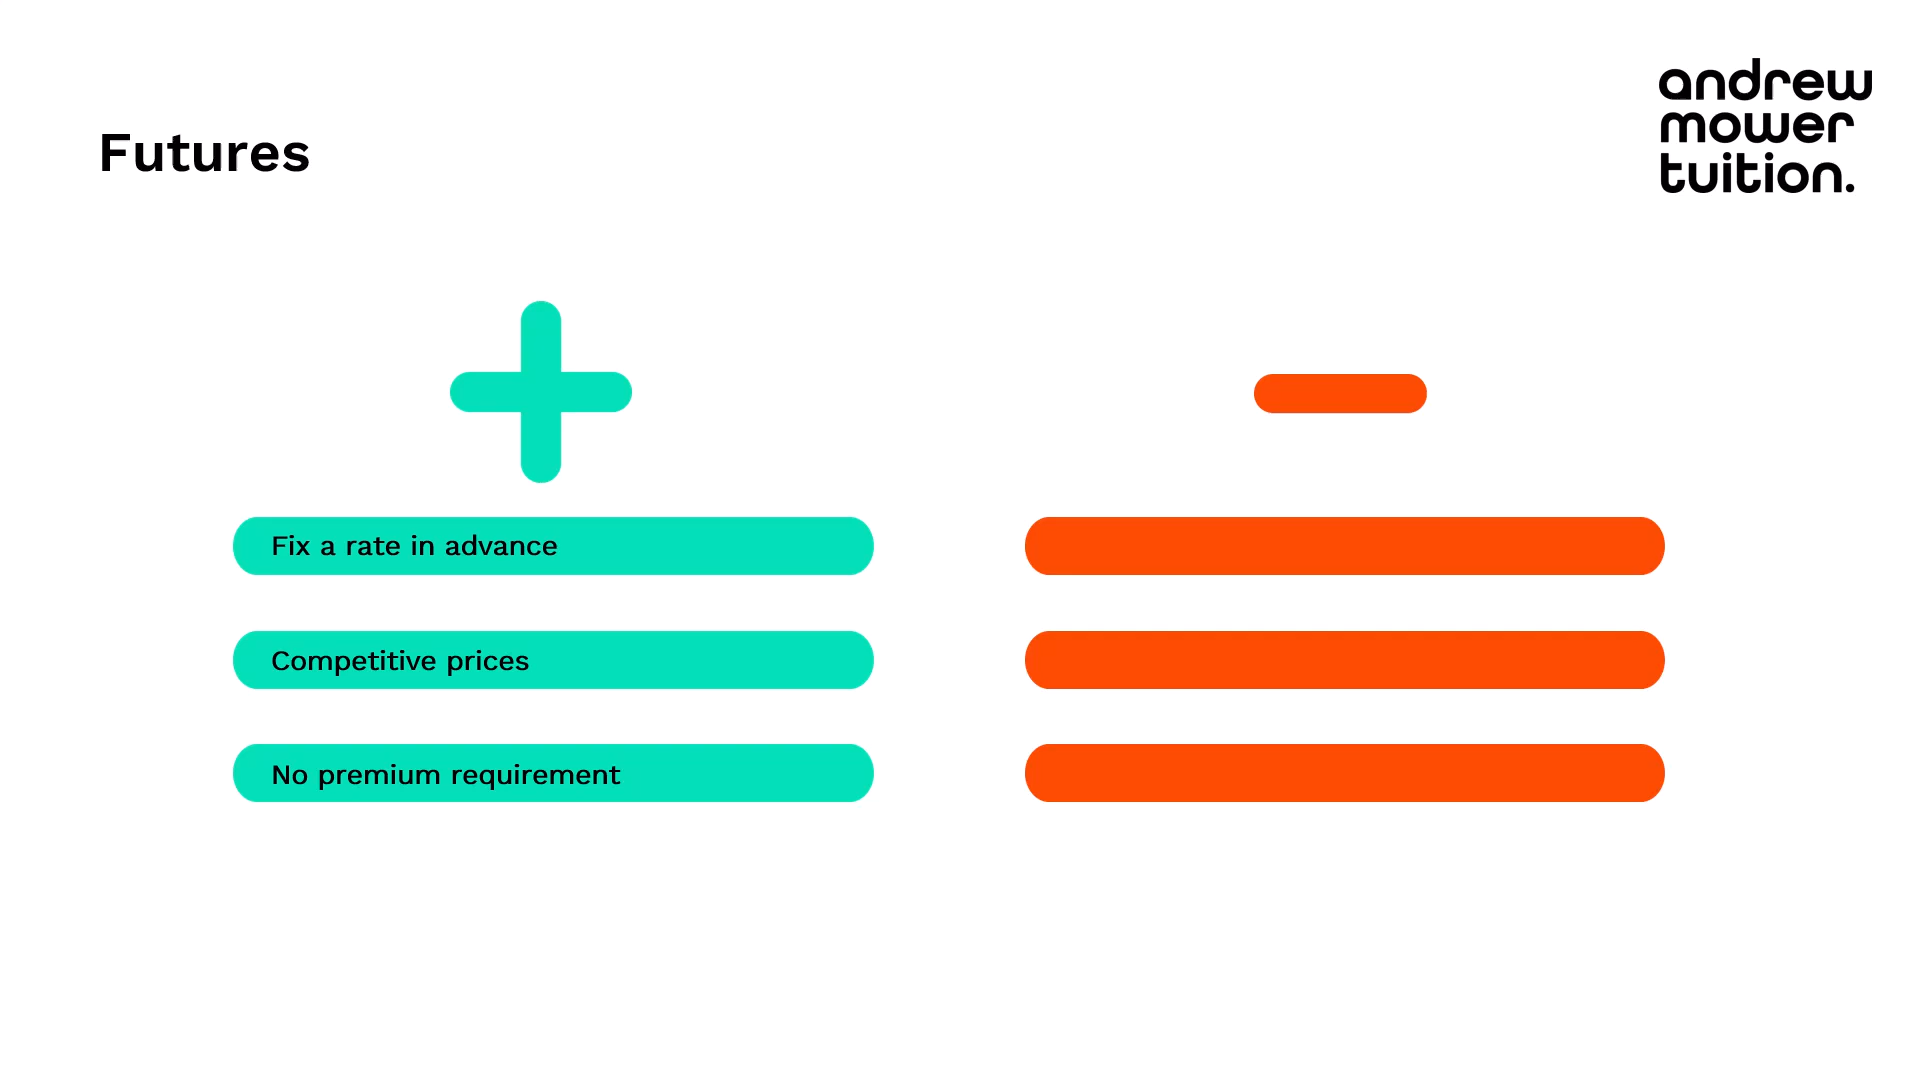 andrew
mower
tuition.
Futures
Fix a rate in advance
Competitive prices
No premium requirement